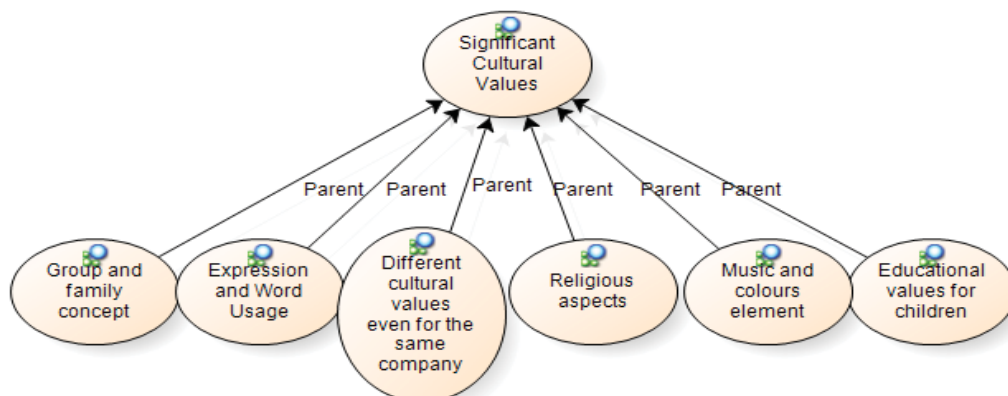 Significant
Cultural
Values
Parent
Parent
Parent
Parent
Parent
Parent
Group and
family
concept
Expression
and Word
Usage
Different
cultural
values
even for the
same
company
Religious
aspects
Music and
colours
element
Educational
values for
children